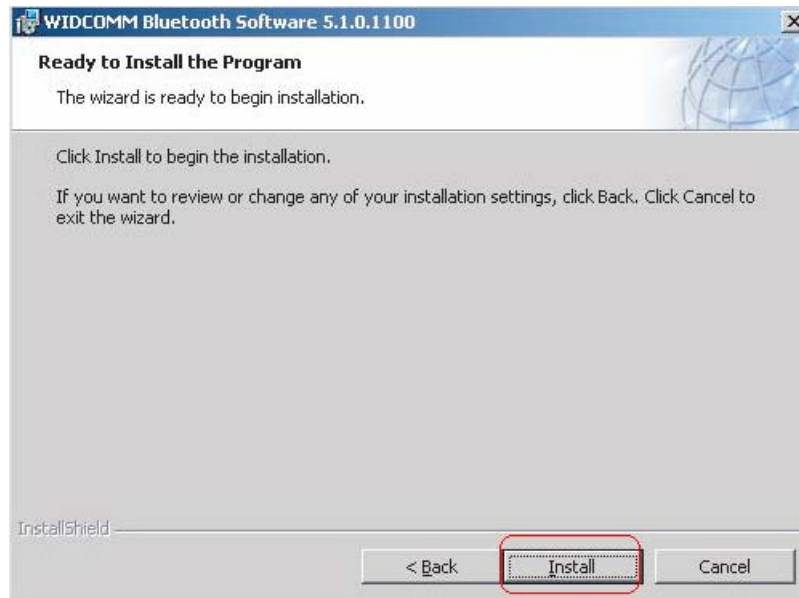 WIDCOMM Bluetooth Software 5.1.0.1100
Ready to Install the Program
The wizard is ready to begin installation.
Click Install to begin the installation.
If you want to review or change any of your installation settings, click Back. Click Cancel to
exit the wizard.
InstallShield
< Back
Install
Cancel